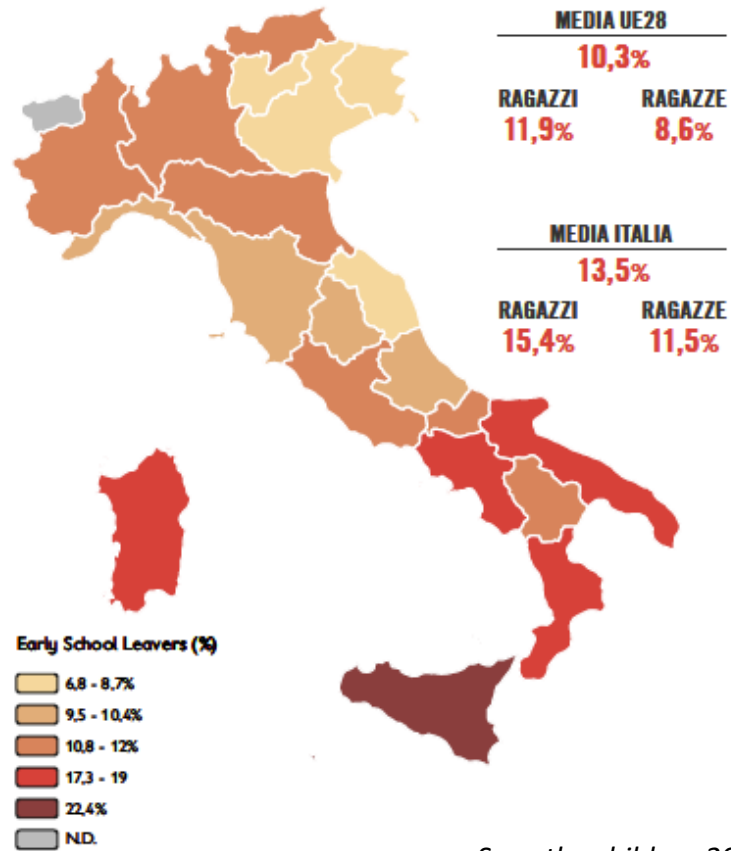 MEDIA UE28
10,3%
RAGAZZI RAGAZZE
11,9% 8,6%
MEDIA ITALIA
13,5%
RAGAZZI RAGAZZE
15,4% 11,5%
Early School Leavers (%)
6,8 - 8,7%
9,5 - 10,4%
10,8 - 12%
17,3 - 19
22,4%
N.D.